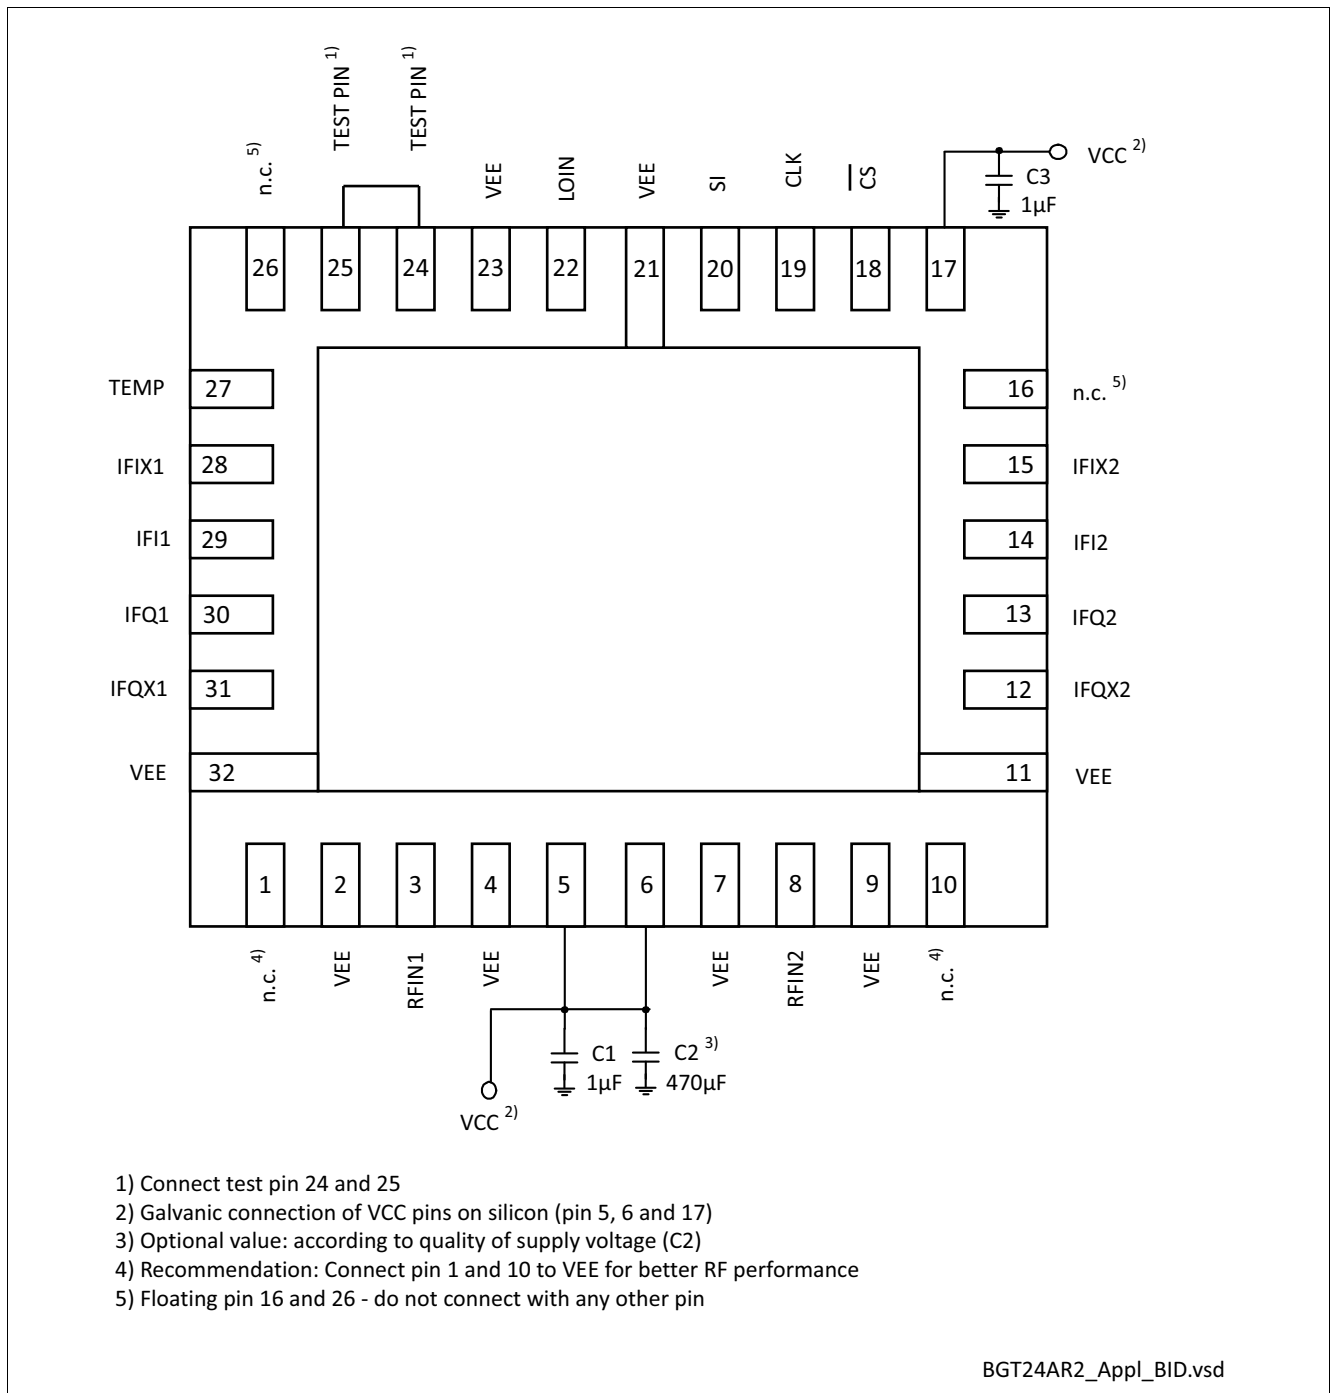 TEST PIN 1)
TEST PIN 1)
n.c. 5)
VEE
LOIN
VEE
SI
CLK
CS
VCC 2)
C3
1µF
26
25
24
23
22
21
20
19
18
17
TEMP
27
16
n.c. 5)
IFIX1
28
15
IFIX2
IFI1
29
14
IFI2
IFQ1
30
13
IFQ2
IFQX1
31
12
IFQX2
VEE
32
11
VEE
1
2
3
4
5
6
7
8
9
10
n.c. 4)
VEE
RFIN1
VEE
VEE
RFIN2
VEE
n.c. 4)
C1
1µF
C2 3)
470µF
VCC 2)
1) Connect test pin 24 and 25
2) Galvanic connection of VCC pins on silicon (pin 5, 6 and 17)
3) Optional value: according to quality of supply voltage (C2)
4) Recommendation: Connect pin 1 and 10 to VEE for better RF performance
5) Floating pin 16 and 26 - do not connect with any other pin
BGT24AR2_Appl_BID.vsd